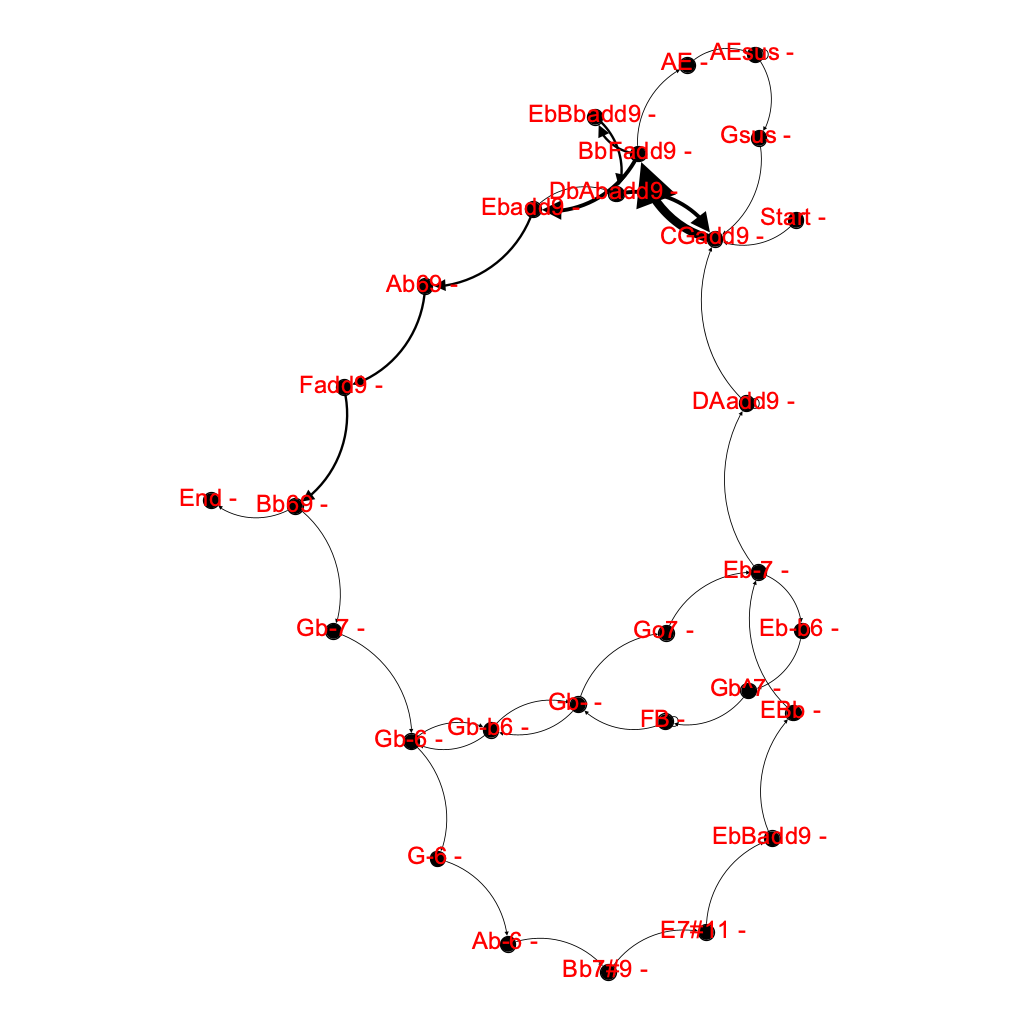 AE -
AEsus -
EbBbadd9 -
Gsus -
BbFadd9 -
DbAbadd9 -
Ebadd9 -
Start -
CGadd9 -
Ab69 -
Fadd9 -
DAadd9 -
End -
Bb69 -
Eb-7 -
Gb-7 -
Go7 -
Eb-b6 -
GbΔ7 -
Gb- -
EBb -
FB -
Gb-b6 -
Gb-6 -
EbBadd9 -
G-6 -
E7#11 -
Ab-6 -
Bb7#9 -